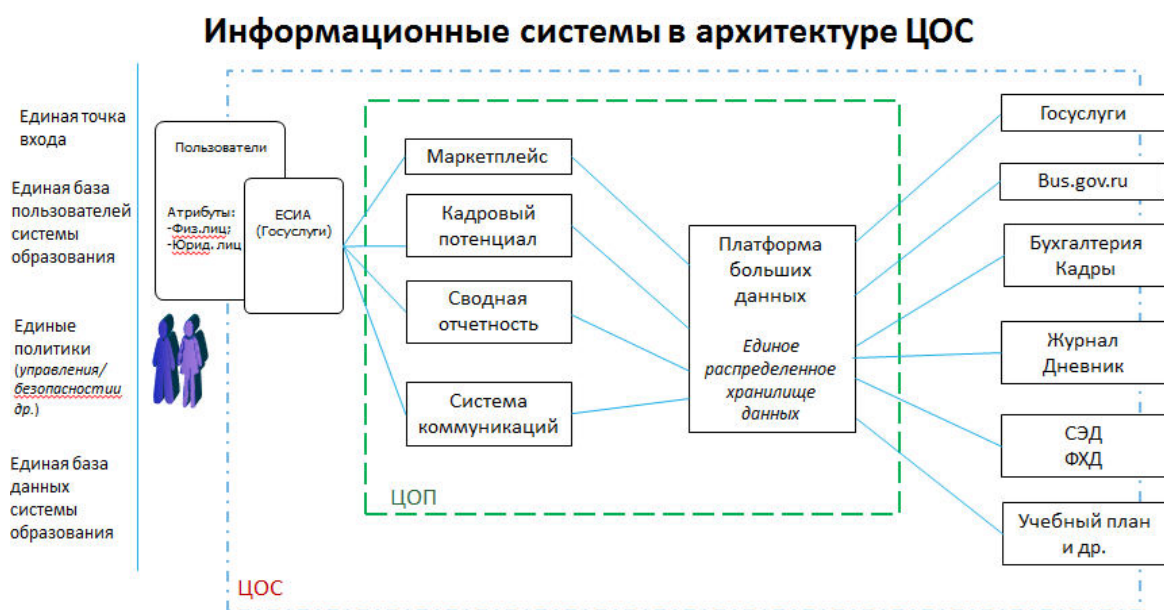 Информационные системы в архитектуре ЦОС
Единая точка
входа
Единая база
пользователей
системы
образования
Единые
политики
(управления/
безопасностии
др.)
Единая база
данных
системы
образования
Пользователи
Атрибуты:
-Физ.лиц;
-Юрид. лиц
ЕСИА
(Госуслуги)
Маркетплейс
Кадровый
потенциал
Сводная
отчетность
Система
коммуникаций
ЦОП
Платформа
больших
данных
Единое
распределенное
хранилище
данных
Госуслуги
Bus.gov.ru
Бухгалтерия
Кадры
Журнал
Дневник
СЭД
ФХД
Учебный план
и др.
ЦОС